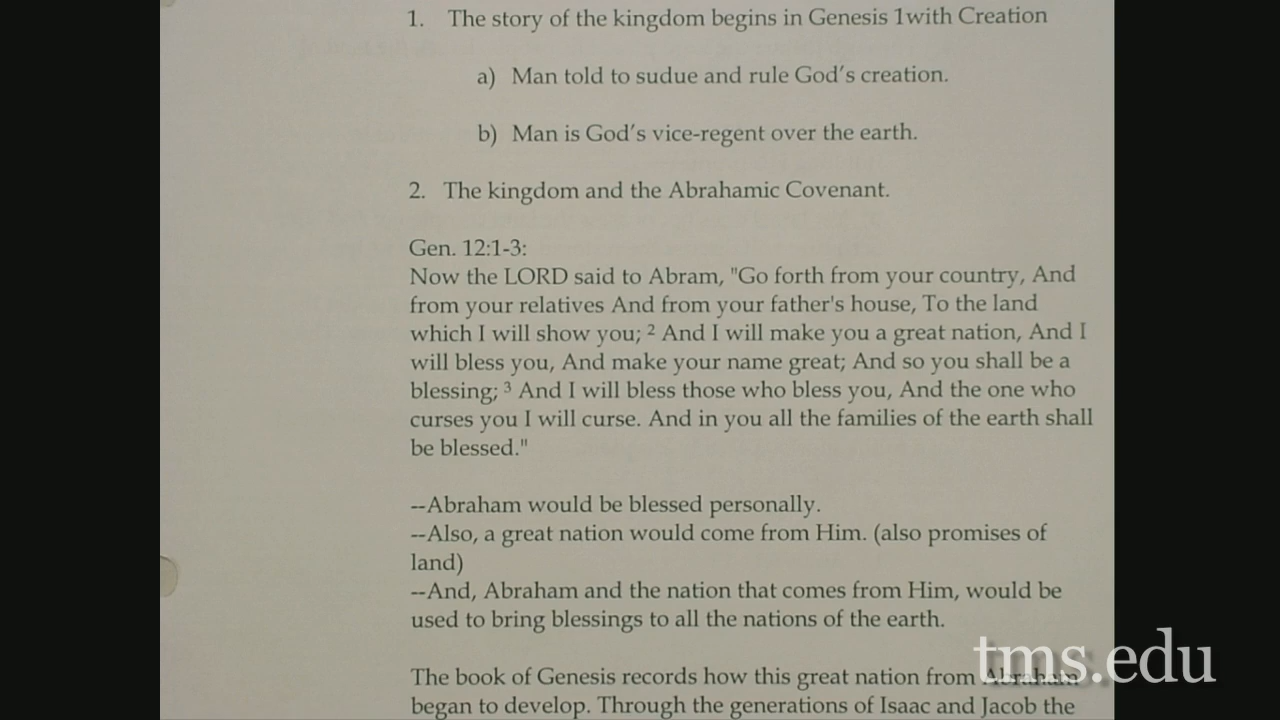 1. The story of the kingdom begins in Genesis 1with Creation
a) Man told to sudue and rule God's creation.
b) Man is God's vice-regent over the earth.
2. The kingdom and the Abrahamic Covenant.
Gen. 12:1-3:
Now the LORD said to Abram, "Go forth from your country, And
from your relatives And from your father's house, To the land
which I will show you; ² And I will make you a great nation, And I
will bless you, And make your name great; And so you shall be a
blessing; ³ And I will bless those who bless you, And the one who
curses you I will curse. And in you all the families of the earth shall
be blessed."
--Abraham would be blessed personally.
--Also, a great nation would come from Him. (also promises of
land)
--And, Abraham and the nation that comes from Him, would be
used to bring blessings to all the nations of the earth.
The book of Genesis records how this great nation from Abraham
began to develop. Through the generations of Isaac and Jacob the
tms.edu